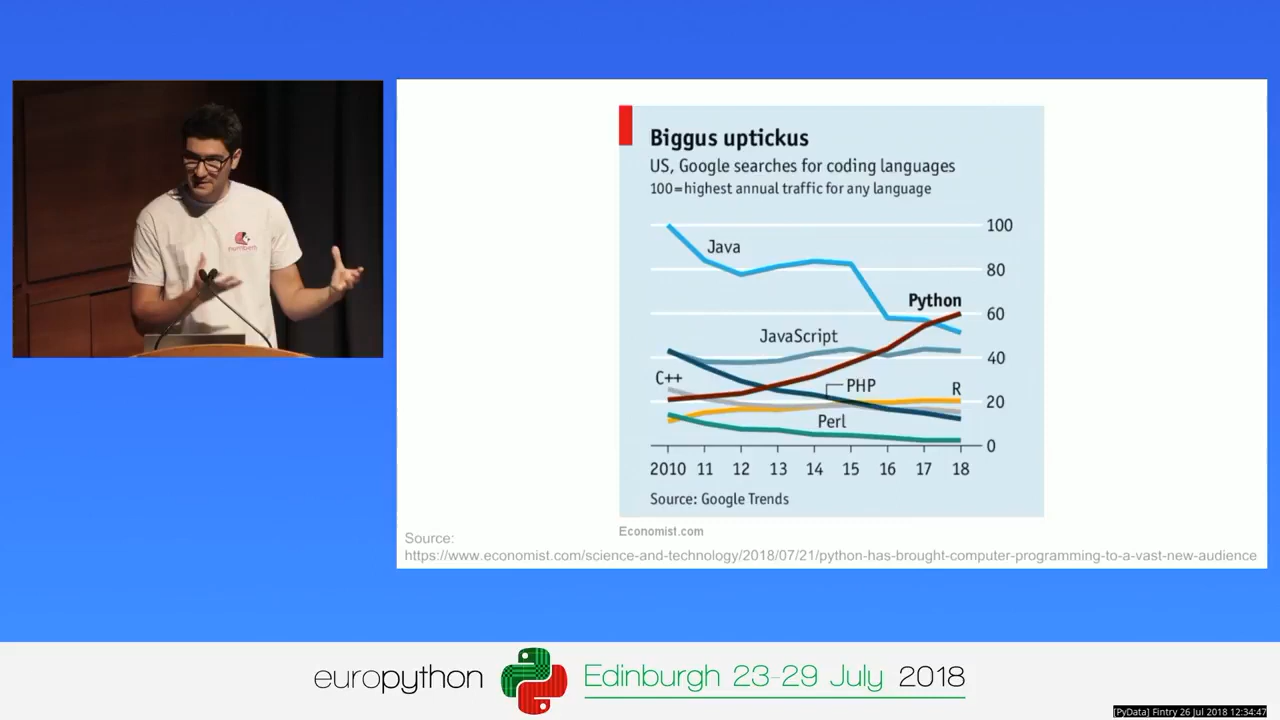 Biggus uptickus
US, Google searches for coding languages
100=highest annual traffic for any language
100
Java
80
Python
60
JavaScript
40
C++
PHP
R
20
Perl
0
2010 11 12 13 14 15 16 17 18
Source: Google Trends
Economist.com
Source:
https://www.economist.com/science-and-technology/2018/07/21/python-has-brought-computer-programming-to-a-vast-new-audience
europython Edinburgh 23-29 July 2018
[PyData] Fintry 26 Jul 2018 12:34:47